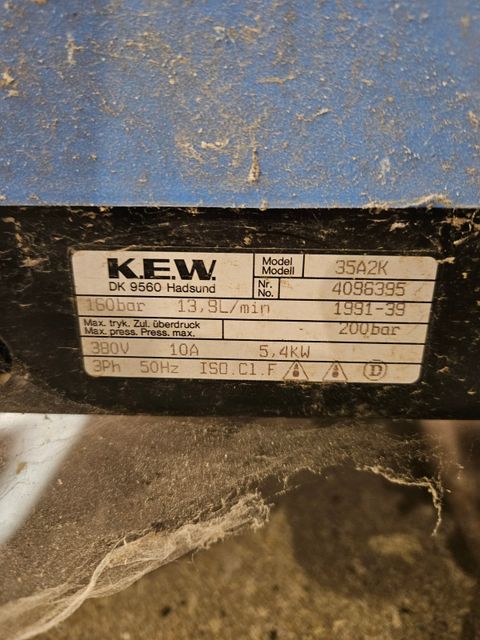 K.E.W.
DK 9560 Hadsund
Model
Modell
35A2K
Nr.
No.
4096395
160bar 13,9L/min 1991-39
Max. tryk. Zul. überdruck
Max. press. Press. max.
200bar
380V 10A 5,4KW
3Ph 50Hz ISO.Cl.F
D